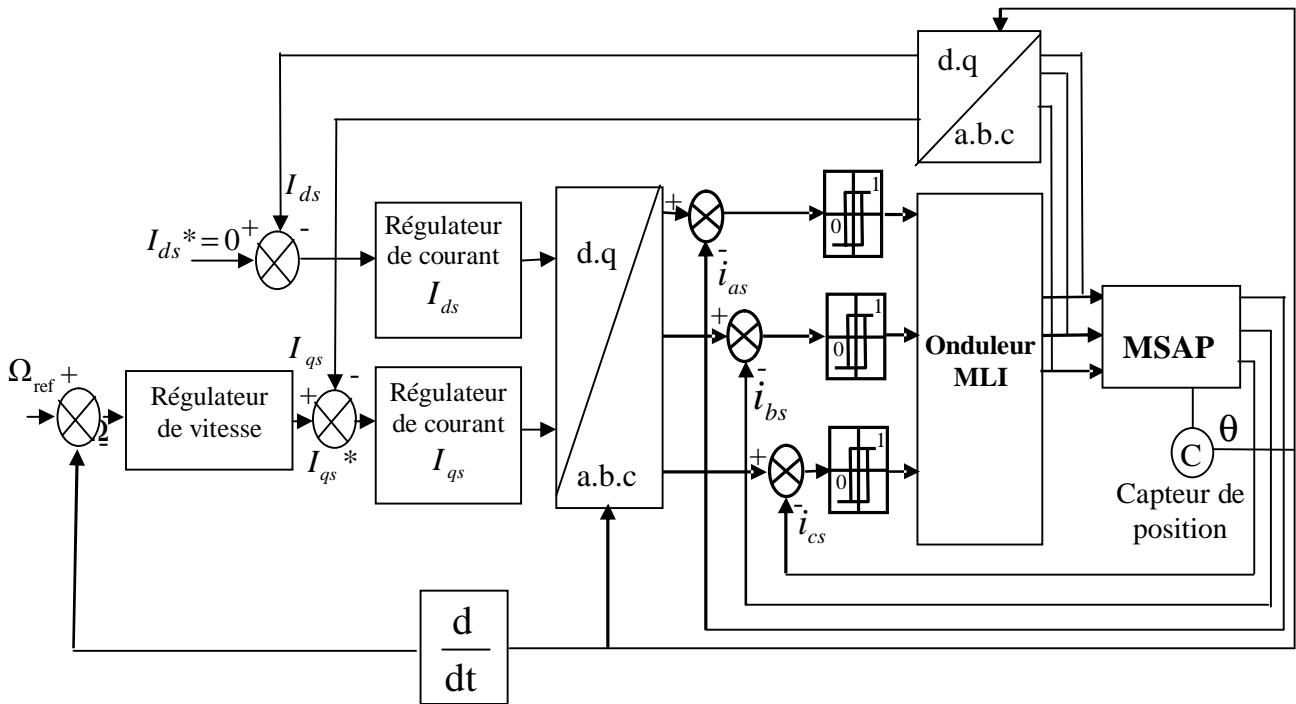 d.q
a.b.c
I_ds
I_ds* = 0
+
-
Régulateur
de courant
I_ds
d.q
a.b.c
+
-
i_as
0
1
+
-
i_bs
0
1
+
-
i_cs
0
1
Onduleur
MLI
MSAP
θ
C
Capteur de
position
Ω_ref
+
-
Ω
Régulateur
de vitesse
I_qs
+
-
I_qs*
Régulateur
de courant
I_qs
d
dt